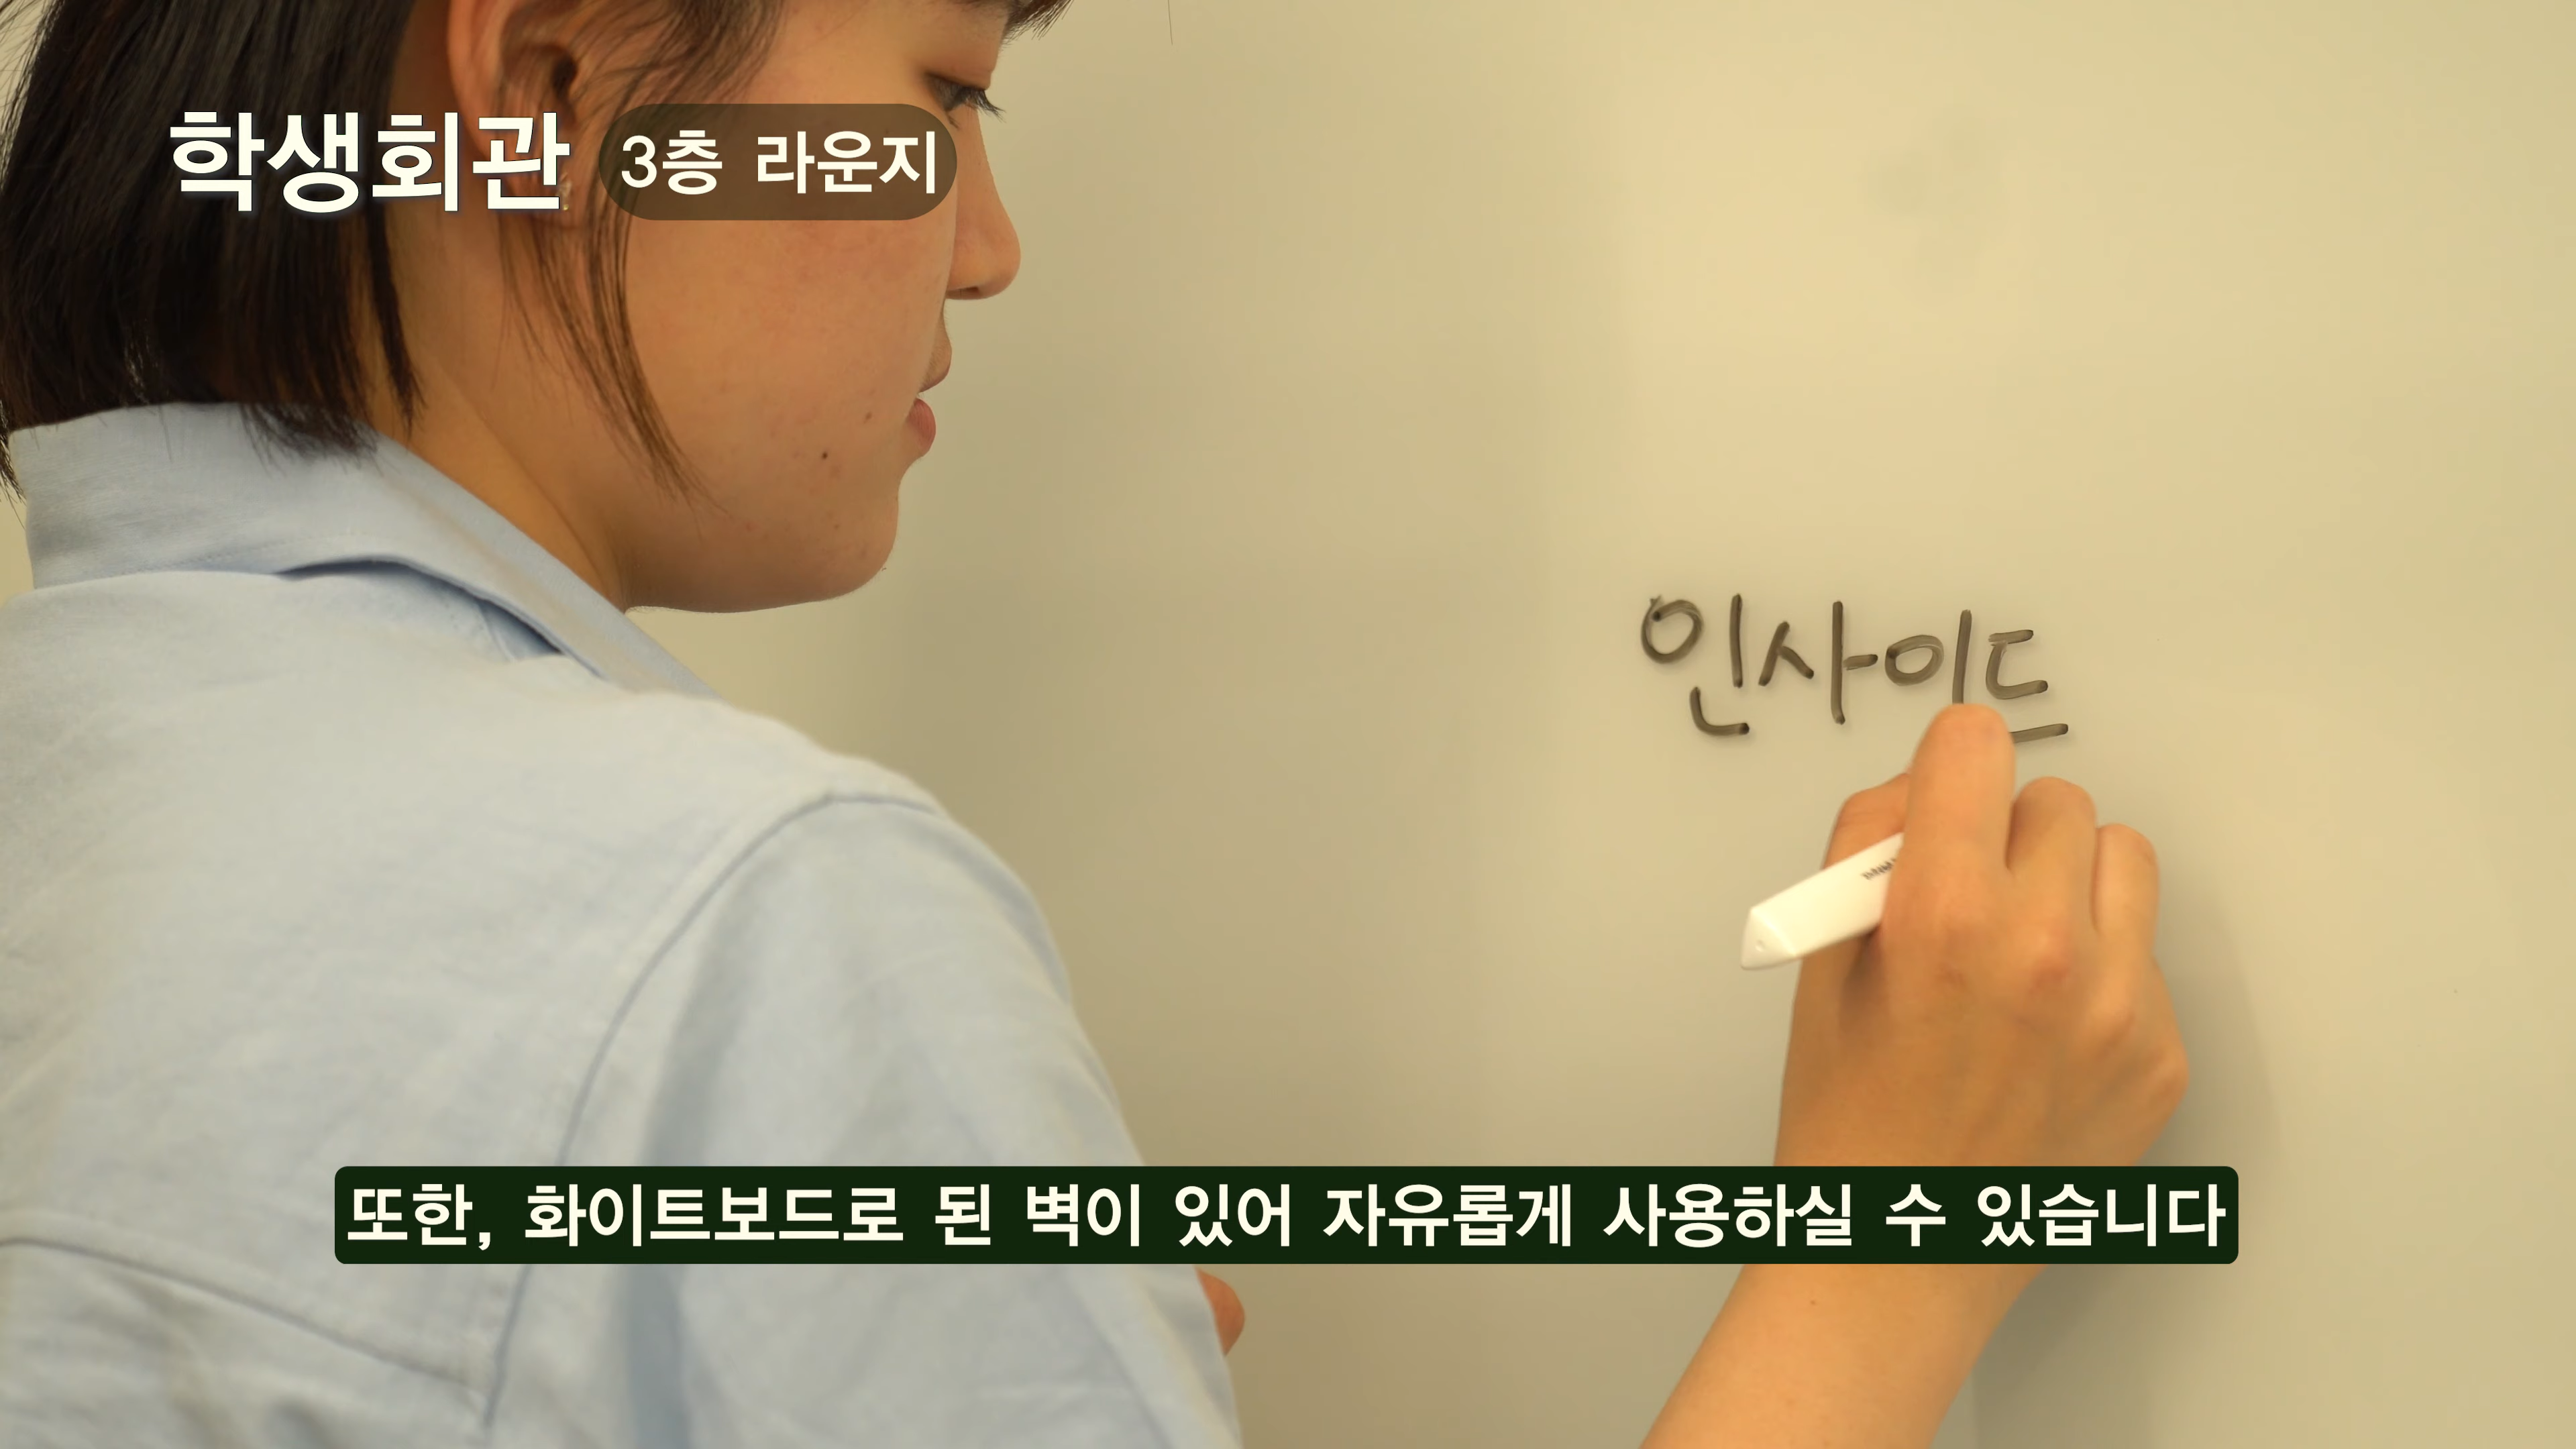 학생회관 3층 라운지
인사이드
또한, 화이트보드로 된 벽이 있어 자유롭게 사용하실 수 있습니다